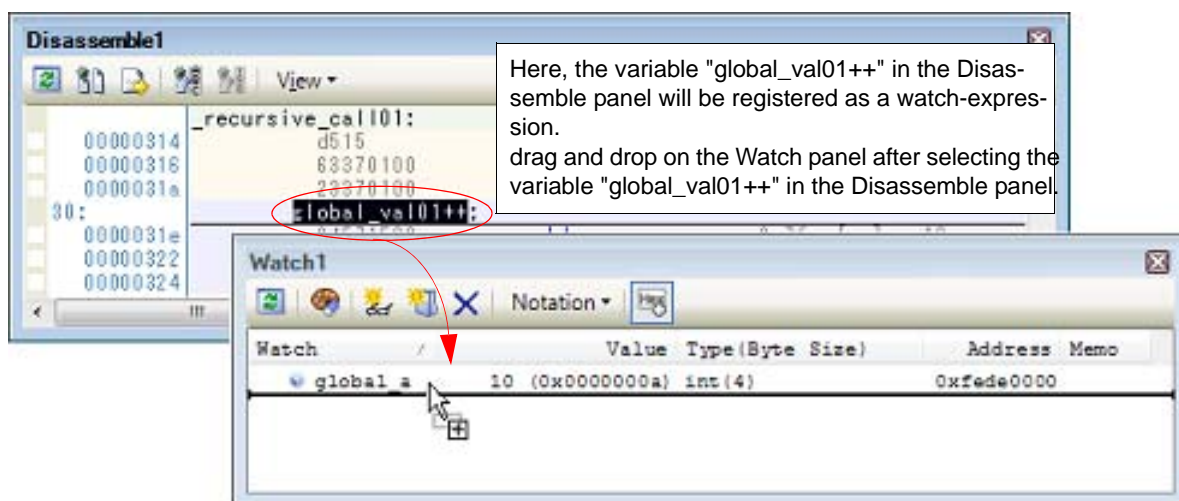 Disassemble1
View
Here, the variable "global_val01++" in the Disas-
semble panel will be registered as a watch-expres-
sion.
drag and drop on the Watch panel after selecting the
variable "global_val01++" in the Disassemble panel.
_recursive_call01:
00000314 d515
00000316 63370100
0000031a 23370100
30: global_val01++;
0000031e
00000322
00000324
Watch1
Notation
Watch Value Type(Byte Size) Address Memo
global_a 10 (0x0000000a) int(4) 0xfede0000